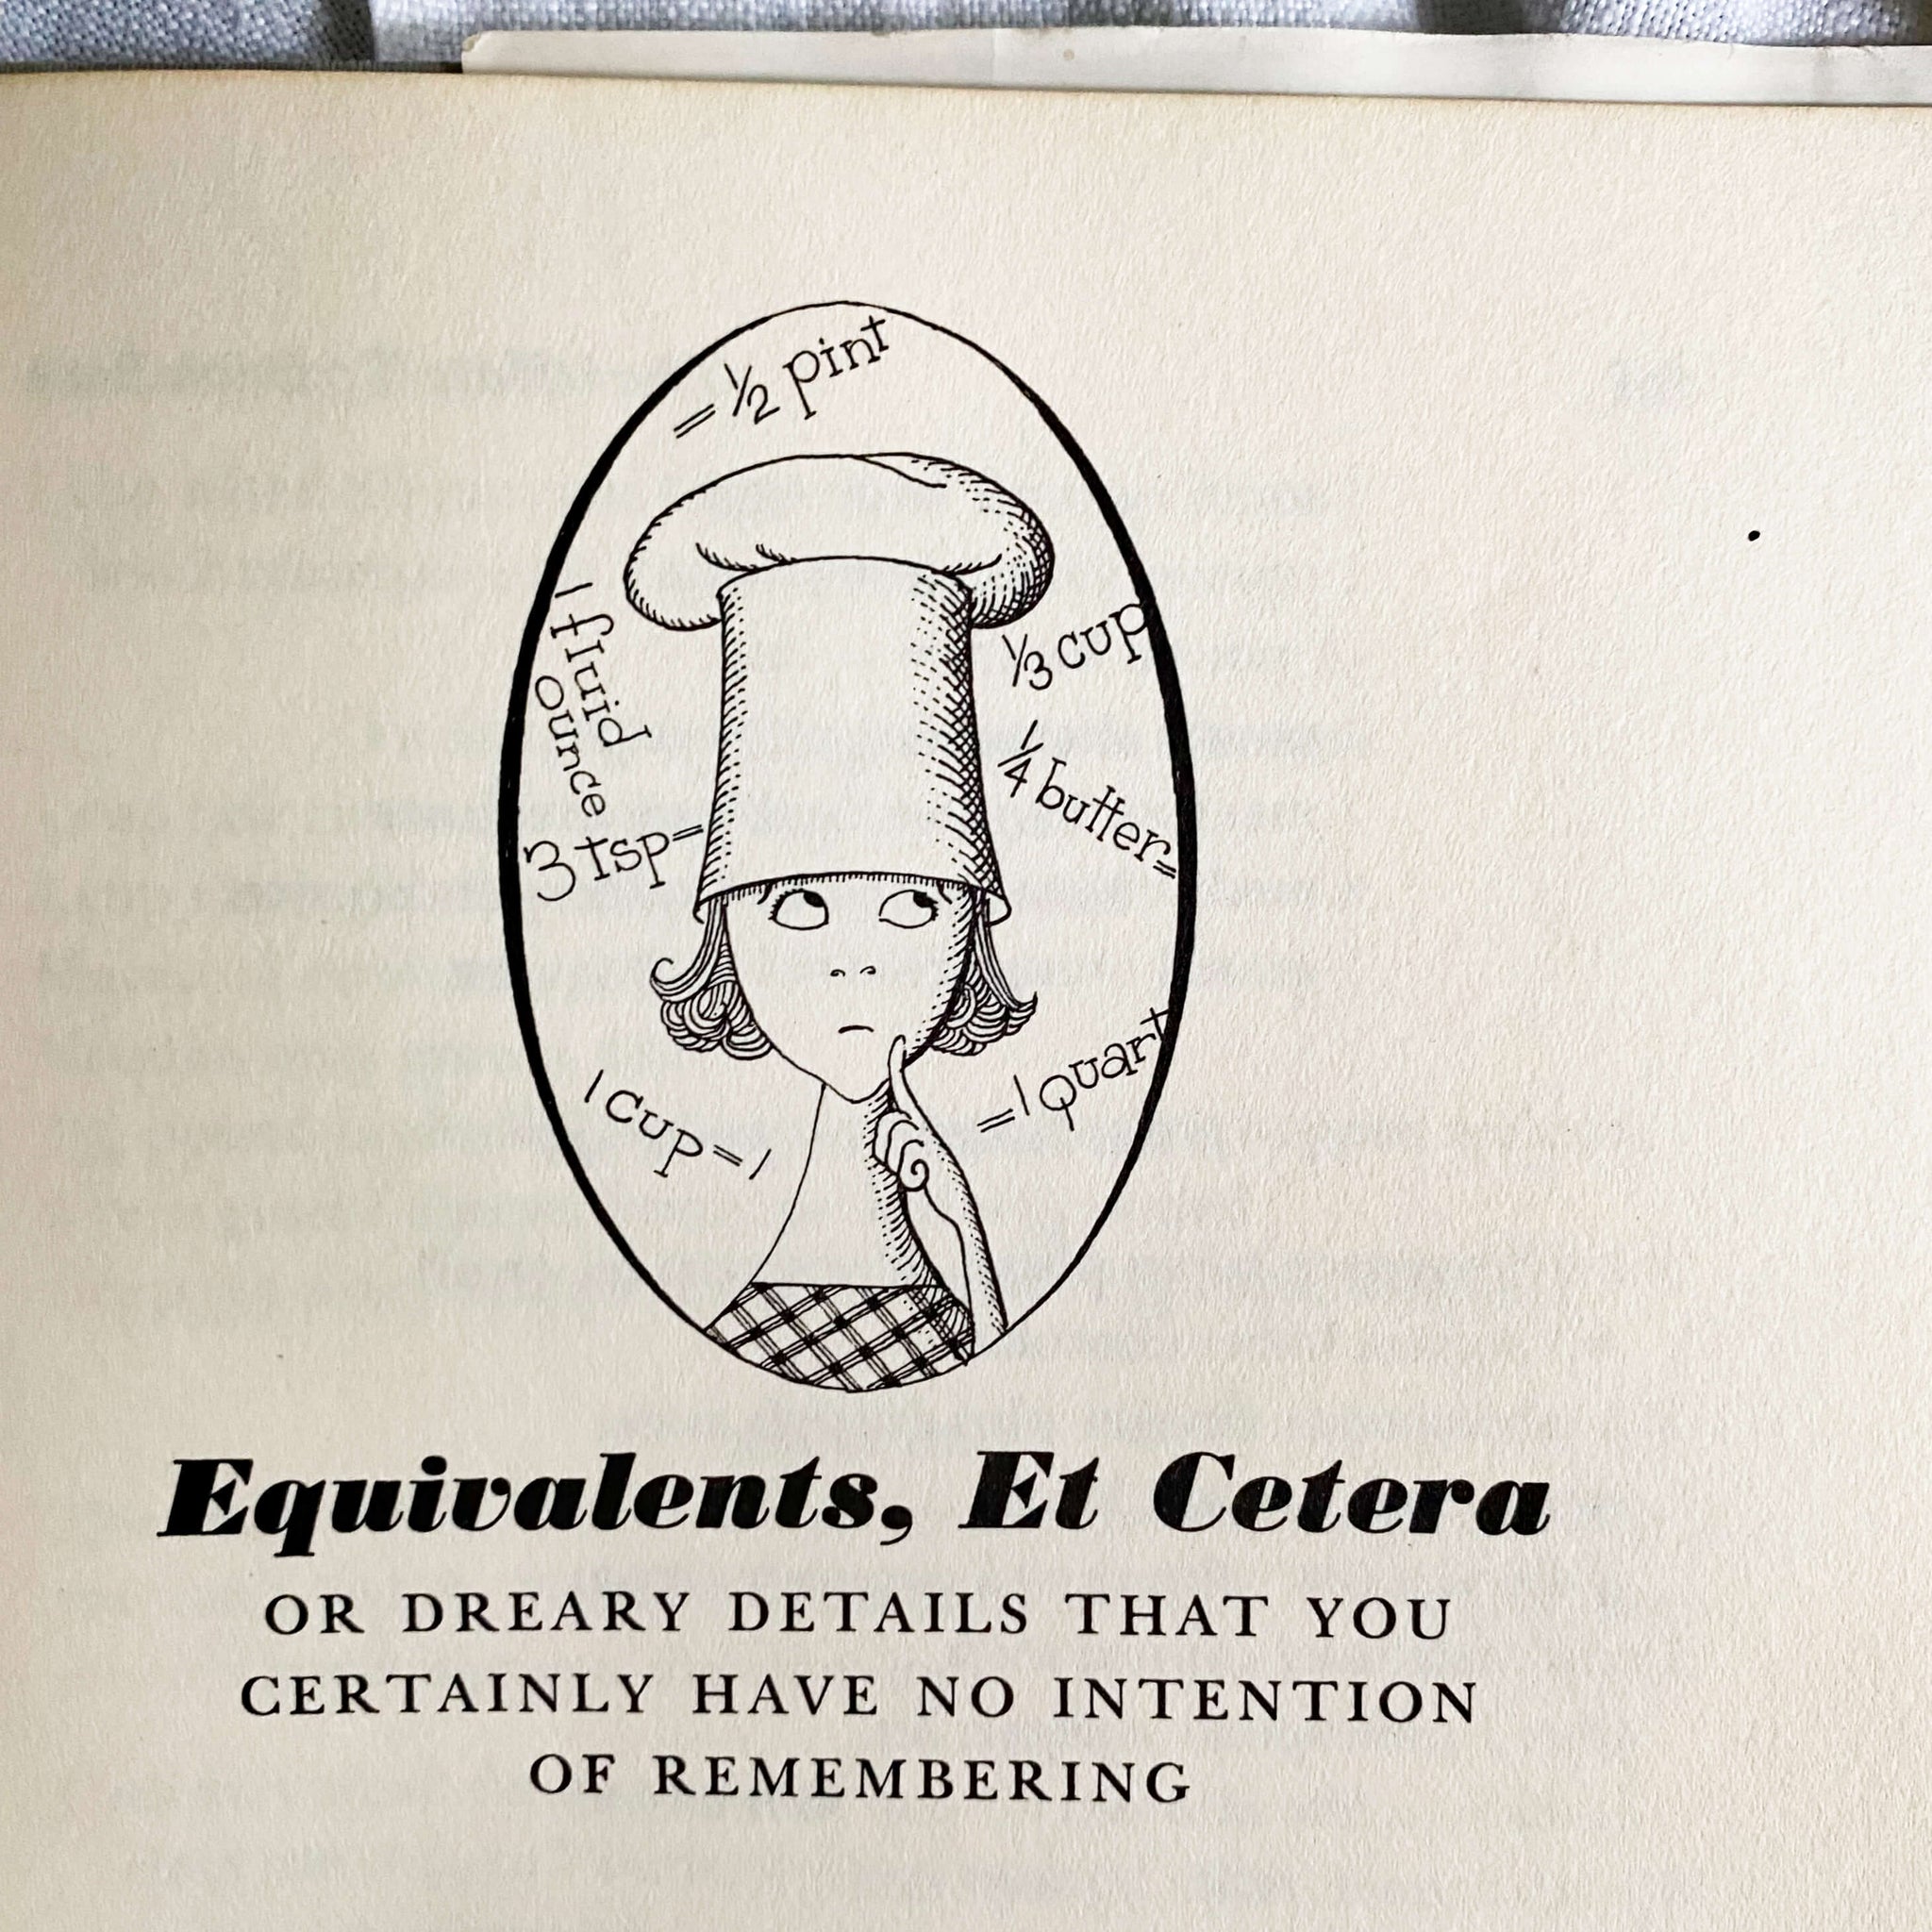 = ½ pint
1 fluid
ounce
⅓ cup
¼ butter=
3 tsp=
1 cup=1
=1 quart
Equivalents, Et Cetera
OR DREARY DETAILS THAT YOU
CERTAINLY HAVE NO INTENTION
OF REMEMBERING